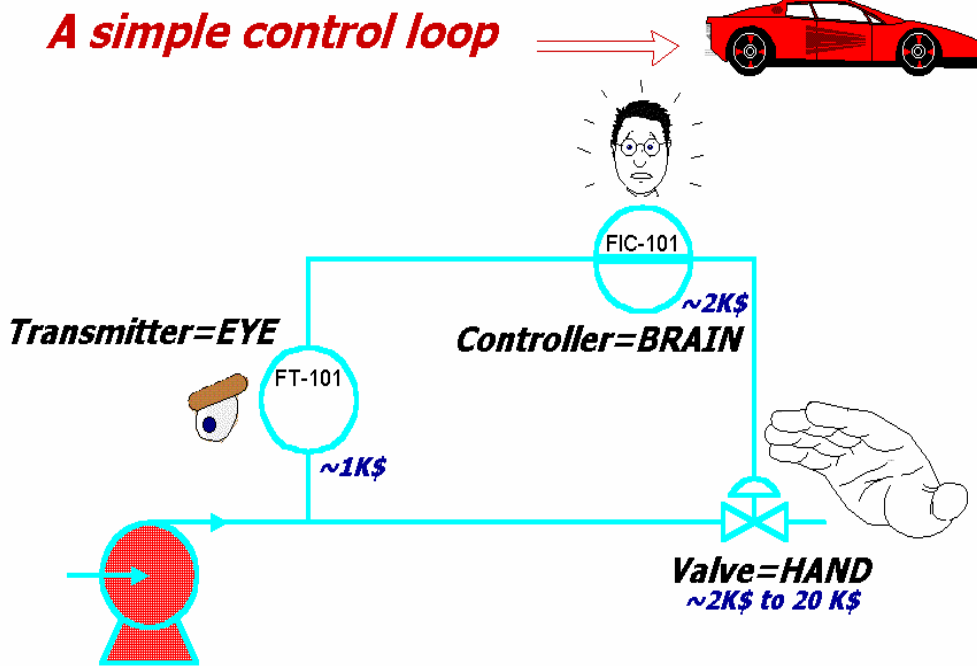 A simple control loop
FIC-101
~2K$
Transmitter=EYE
Controller=BRAIN
FT-101
~1K$
Valve=HAND
~2K$ to 20 K$